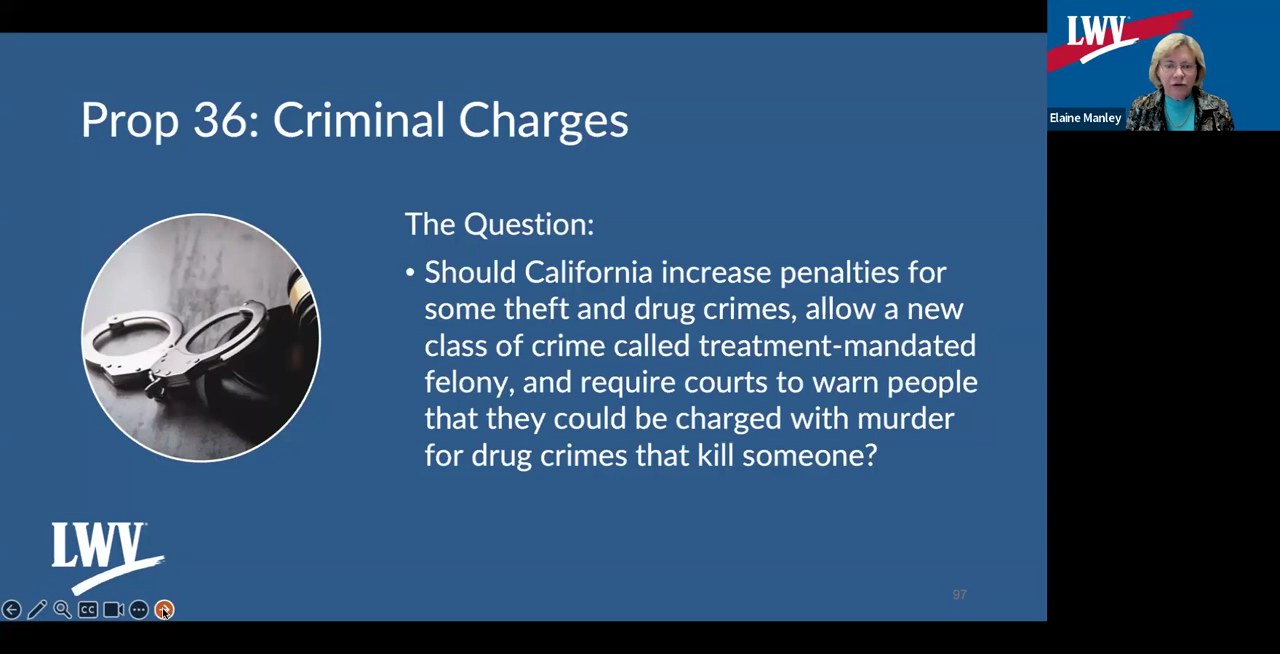 LWV
Elaine Manley
Prop 36: Criminal Charges
The Question:
• Should California increase penalties for
some theft and drug crimes, allow a new
class of crime called treatment-mandated
felony, and require courts to warn people
that they could be charged with murder
for drug crimes that kill someone?
LWV
CC
97